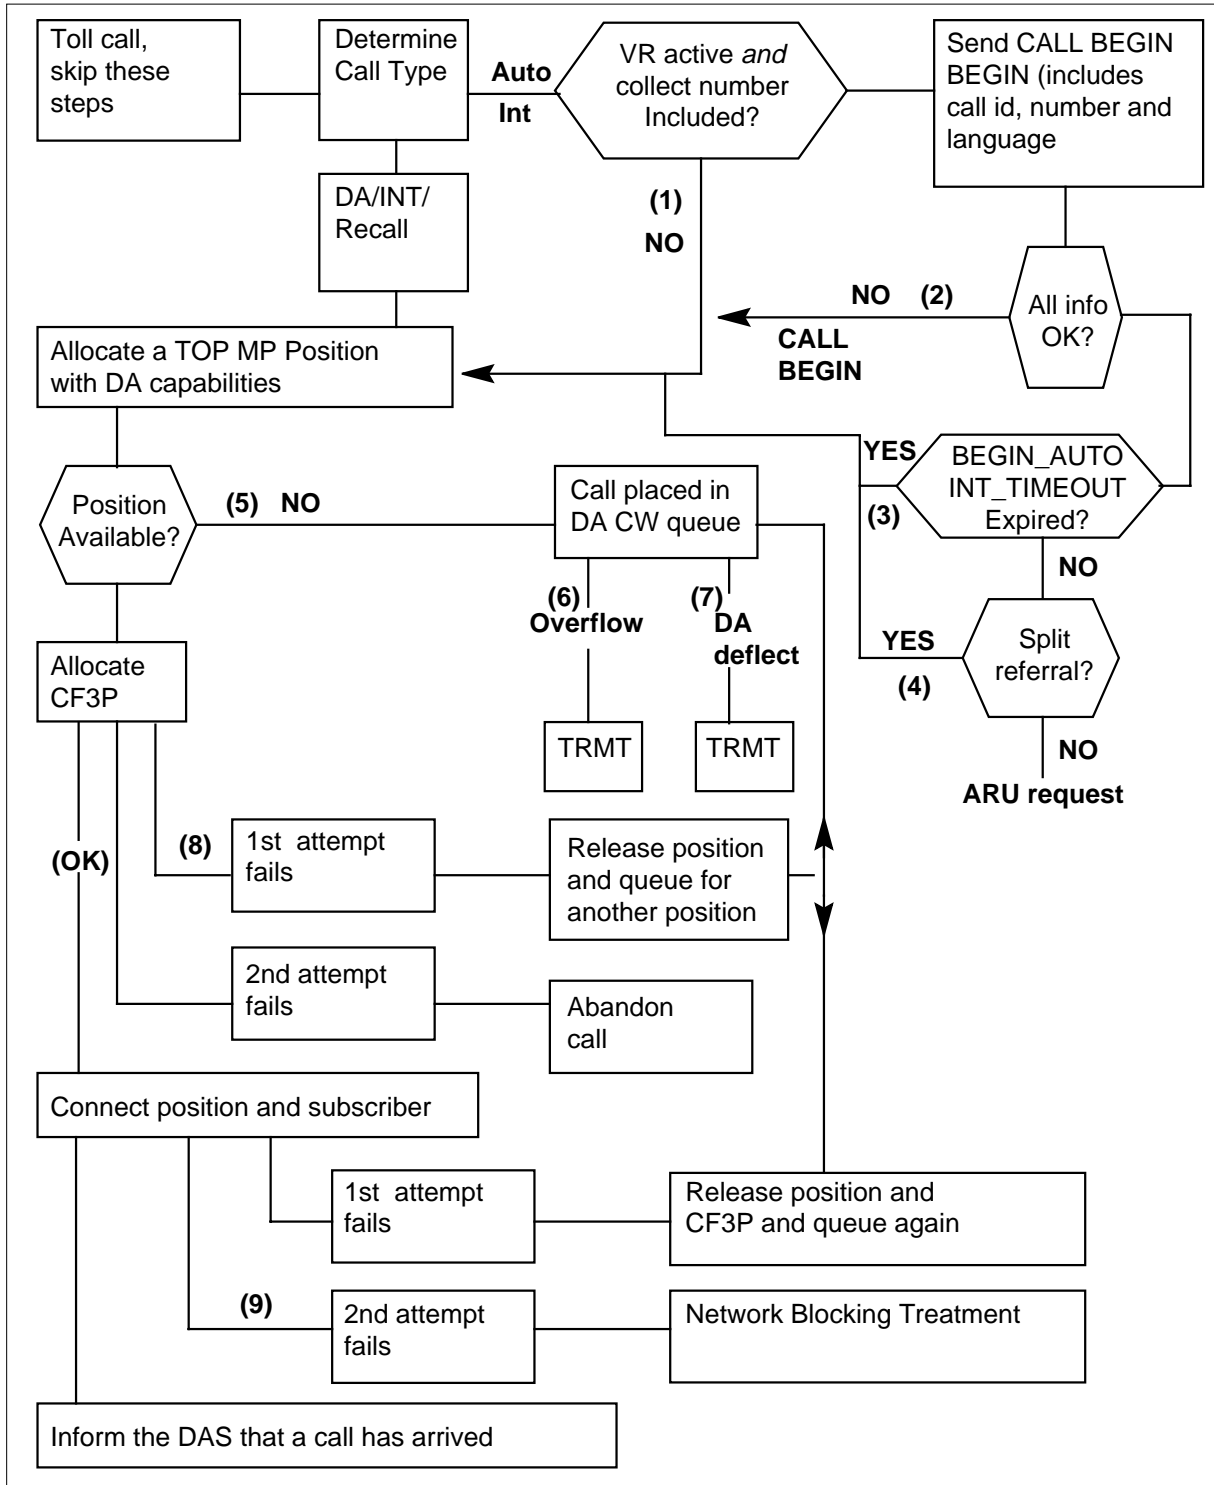 Toll call,
skip these
steps
Determine
Call Type
Auto
Int
VR active and
collect number
Included?
Send CALL BEGIN
BEGIN (includes
call id, number and
language
DA/INT/
Recall
(1)
NO
NO (2)
CALL
BEGIN
All info
OK?
Allocate a TOP MP Position
with DA capabilities
YES
(3)
BEGIN_AUTO
INT_TIMEOUT
Expired?
NO
Position
Available?
(5) NO
Call placed in
DA CW queue
(6)
Overflow
(7)
DA
deflect
YES
(4)
Split
referral?
NO
ARU request
Allocate
CF3P
TRMT
TRMT
(OK)
(8)
1st attempt
fails
Release position
and queue for
another position
2nd attempt
fails
Abandon
call
Connect position and subscriber
1st attempt
fails
Release position and
CF3P and queue again
(9)
2nd attempt
fails
Network Blocking Treatment
Inform the DAS that a call has arrived